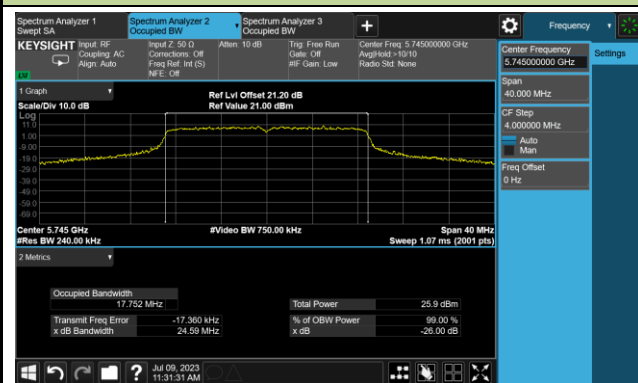 Spectrum Analyzer 1
Swept SA
Spectrum Analyzer 2
Occupied BW
Spectrum Analyzer 3
Occupied BW
+
Frequency
KEYSIGHT
Input: RF
Coupling: AC
Align: Auto
Input Z: 50 Ω
Corrections: Off
Freq Ref: Int (S)
NFE: Off
Atten: 10 dB
Trig: Free Run
Gate: Off
#IF Gain: Low
Center Freq: 5.745000000 GHz
Avg|Hold:>10/10
Radio Std: None
1 Graph
Scale/Div 10.0 dB
Ref Lvl Offset 21.20 dB
Ref Value 21.00 dBm
Log
11.0
1.00
-9.00
-19.0
-29.0
-39.0
-49.0
-59.0
-69.0
Center 5.745 GHz
#Res BW 240.00 kHz
#Video BW 750.00 kHz
Span 40 MHz
Sweep 1.07 ms (2001 pts)
2 Metrics
Occupied Bandwidth
17.752 MHz
Total Power
25.9 dBm
Transmit Freq Error
-17.360 kHz
% of OBW Power
99.00 %
x dB Bandwidth
24.59 MHz
x dB
-26.00 dB
Center Frequency
5.745000000 GHz
Settings
Span
40.000 MHz
CF Step
4.000000 MHz
Auto
Man
Freq Offset
0 Hz
?
Jul 09, 2023
11:31:31 AM